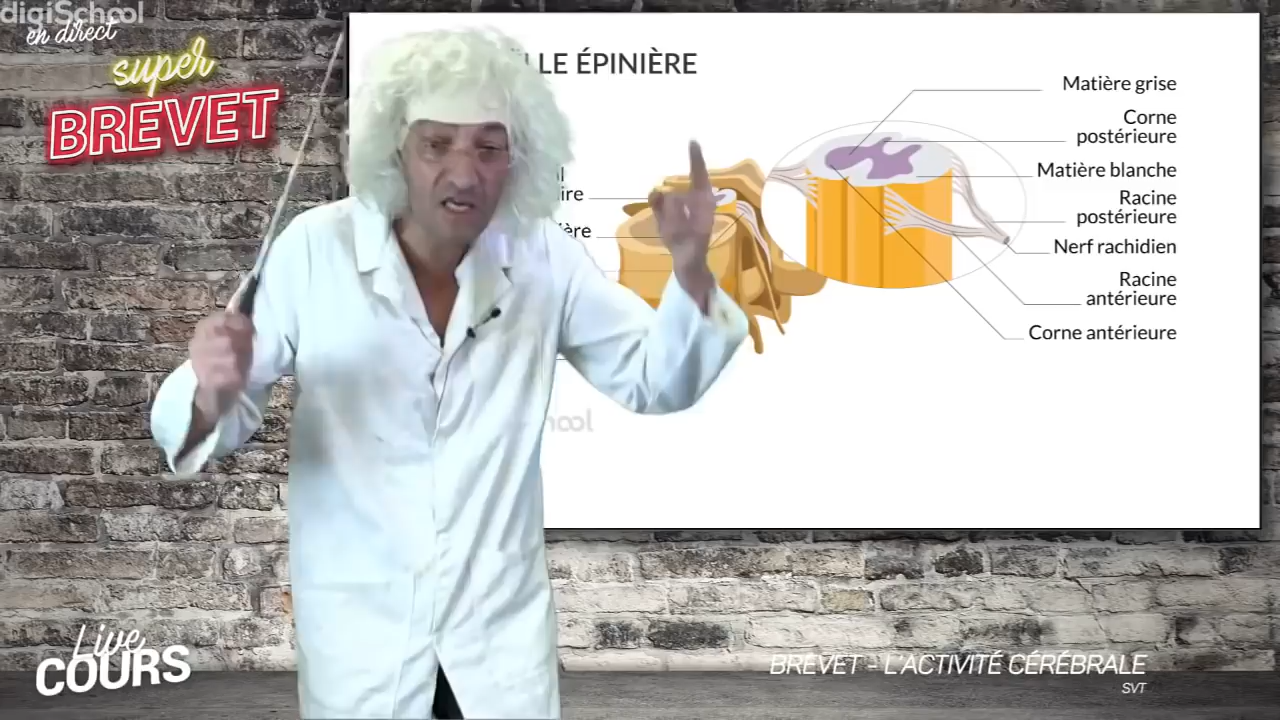 digiSchool
en direct
super
BREVET
LLE ÉPINIÈRE
Matière grise
Corne
postérieure
Matière blanche
Racine
postérieure
Nerf rachidien
Racine
antérieure
Corne antérieure
Live
COURS
BREVET - L'ACTIVITÉ CÉRÉBRALE
SVT